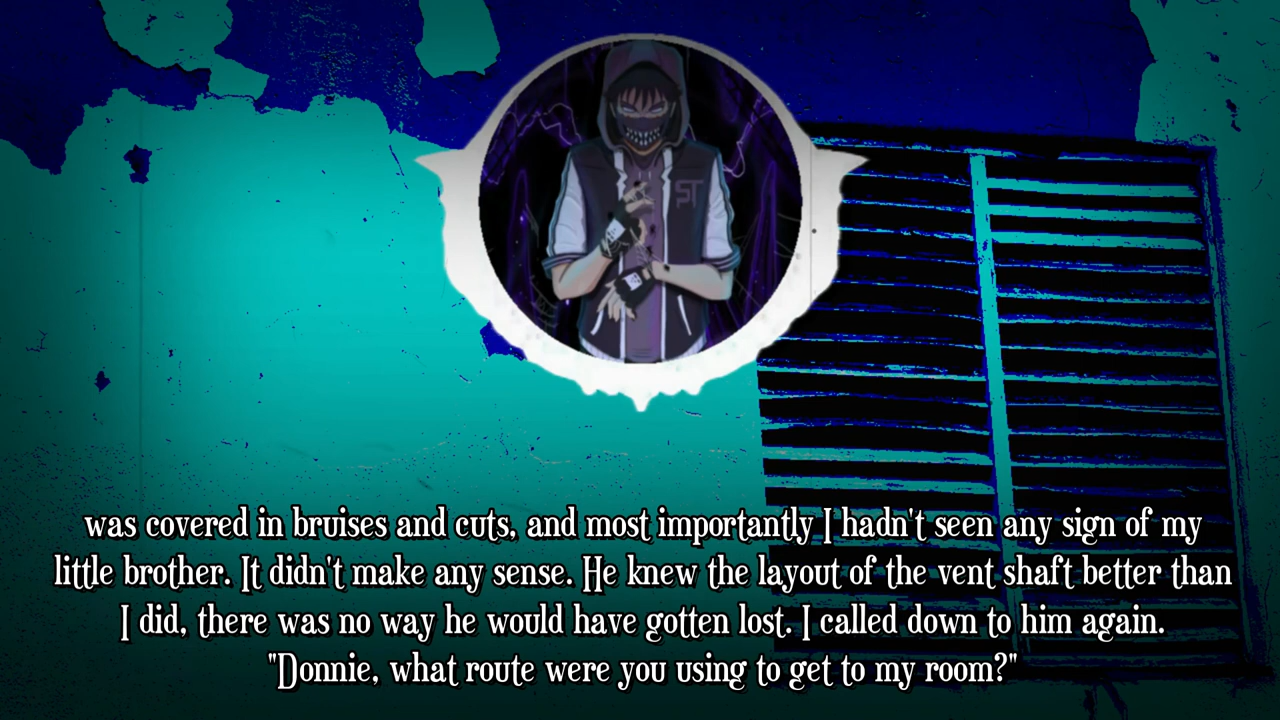 ST
was covered in bruises and cuts, and most importantly I hadn't seen any sign of my
little brother. It didn't make any sense. He knew the layout of the vent shaft better than
I did, there was no way he would have gotten lost. I called down to him again.
"Donnie, what route were you using to get to my room?"